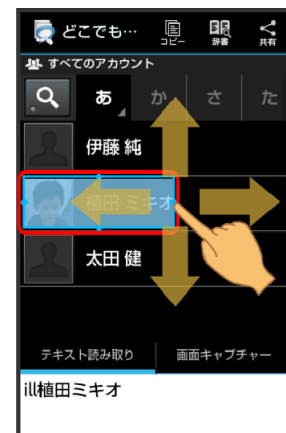 どこでも…
コピー
辞書
共有
すべてのアカウント
あ
か
さ
た
伊藤 純
植田 ミキオ
太田 健
テキスト読み取り
画面キャプチャー
ill植田ミキオ